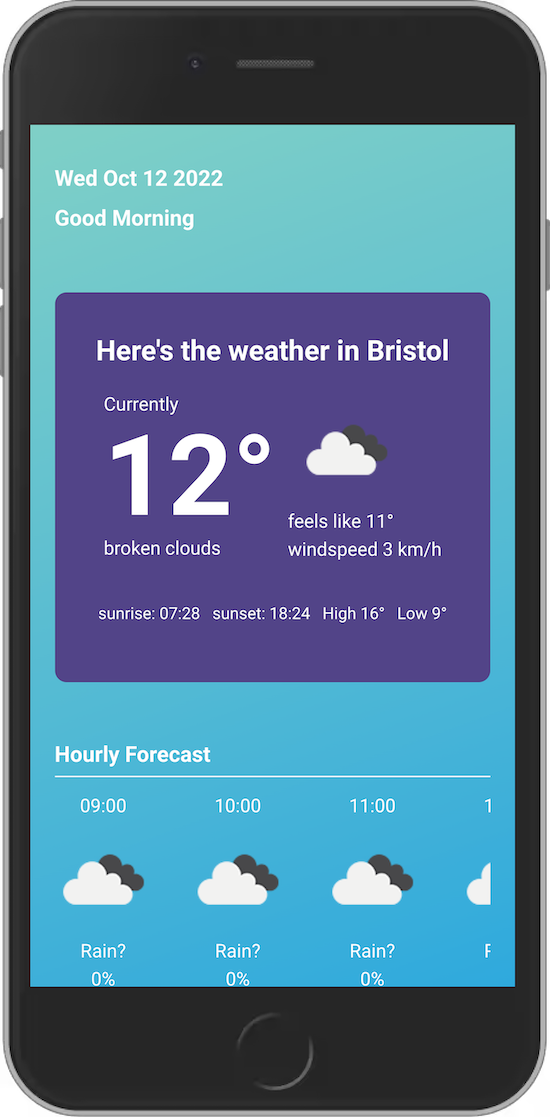 Wed Oct 12 2022
Good Morning
Here's the weather in Bristol
Currently
12°
broken clouds
feels like 11°
windspeed 3 km/h
sunrise: 07:28 sunset: 18:24 High 16° Low 9°
Hourly Forecast
09:00 10:00 11:00
Rain? Rain? Rain?
0% 0% 0%